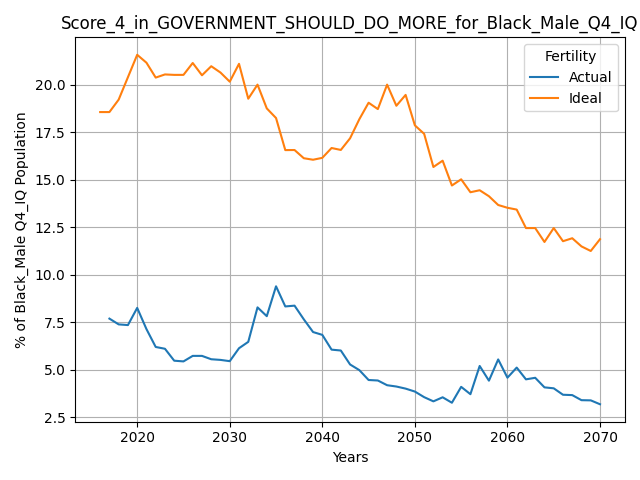 Score_4_in_GOVERNMENT_SHOULD_DO_MORE_for_Black_Male_Q4_IQ
Fertility
Actual
Ideal
% of Black_Male Q4_IQ Population
20.0
17.5
15.0
12.5
10.0
7.5
5.0
2.5
2020 2030 2040 2050 2060 2070
Years